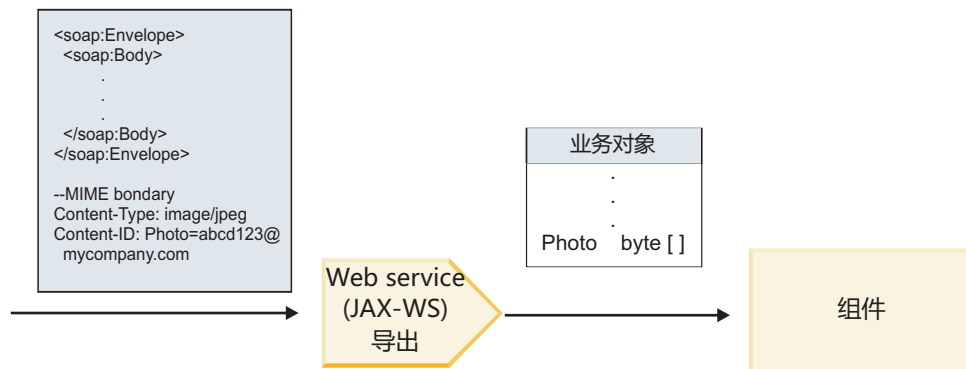 <soap:Envelope>
<soap:Body>
.
.
.
</soap:Body>
</soap:Envelope>
--MIME bondary
Content-Type: image/jpeg
Content-ID: Photo=abcd123@
mycompany.com
业务对象
.
.
.
Photo byte [ ]
Web service
(JAX-WS)
导出
组件